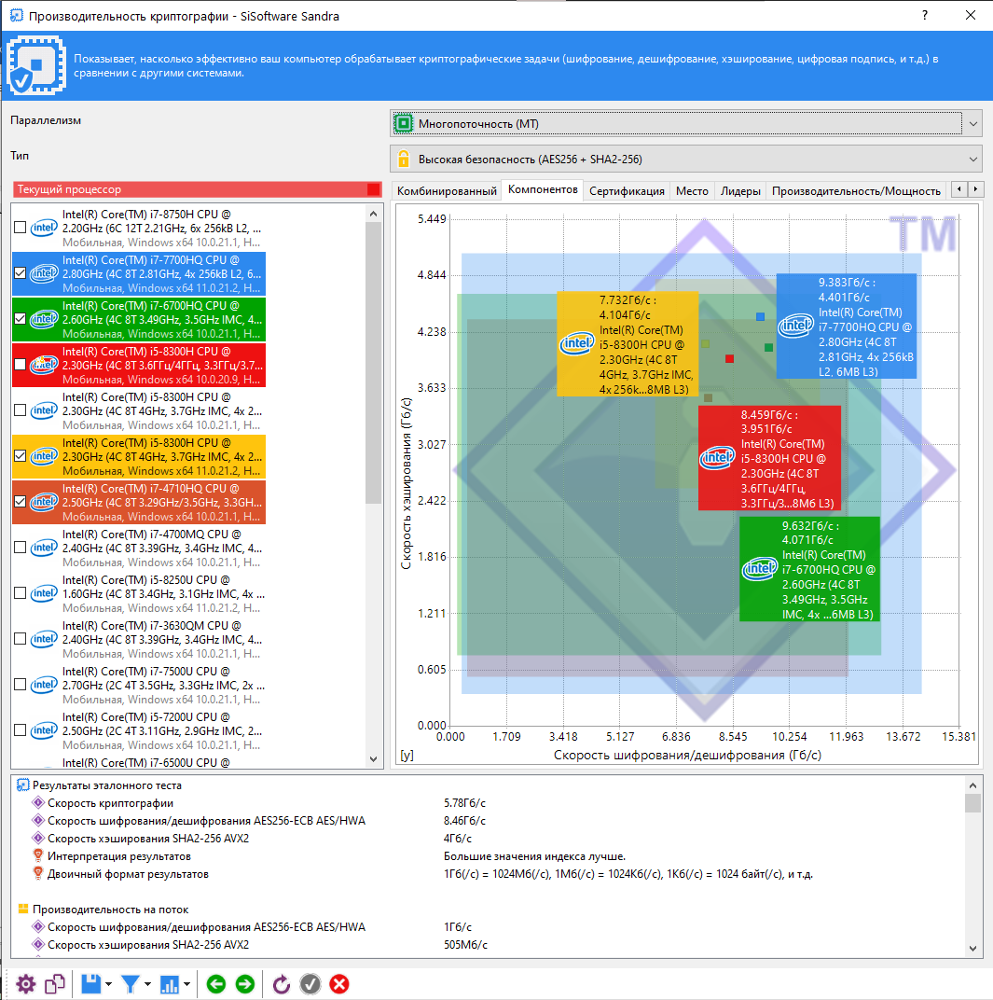 Производительность криптографии - SiSoftware Sandra
?
Показывает, насколько эффективно ваш компьютер обрабатывает криптографические задачи (шифрование, дешифрование, хэширование, цифровая подпись, и т.д.) в
сравнении с другими системами.
Параллелизм
Многопоточность (МТ)
Тип
Высокая безопасность (AES256 + SHA2-256)
Текущий процессор
Intel(R) Core(TM) i7-8750H CPU @
2.20GHz (6C 12T 2.21GHz, 6x 256kB L2, ...
Мобильная, Windows x64 10.0.21.1, H...
Intel(R) Core(TM) i7-7700HQ CPU @
2.80GHz (4C 8T 2.81GHz, 4x 256kB L2, 6...
Мобильная, Windows x64 11.0.21.2, H...
Intel(R) Core(TM) i7-6700HQ CPU @
2.60GHz (4C 8T 3.49GHz, 3.5GHz IMC, 4...
Мобильная, Windows x64 10.0.21.1, H...
Intel(R) Core(TM) i5-8300H CPU @
2.30GHz (4C 8T 3.6ГГц/4ГГц, 3.3ГГц/3.7...
Мобильная, Windows x64 10.0.20.9, H...
Intel(R) Core(TM) i5-8300H CPU @
2.30GHz (4C 8T 4GHz, 3.7GHz IMC, 4x 2...
Мобильная, Windows x64 10.0.21.1, H...
Intel(R) Core(TM) i5-8300H CPU @
2.30GHz (4C 8T 4GHz, 3.7GHz IMC, 4x 2...
Мобильная, Windows x64 11.0.21.2, H...
Intel(R) Core(TM) i7-4710HQ CPU @
2.50GHz (4C 8T 3.29GHz/3.5GHz, 3.3GH...
Мобильная, Windows x64 10.0.21.1, H...
Intel(R) Core(TM) i7-4700MQ CPU @
2.40GHz (4C 8T 3.39GHz, 3.4GHz IMC, 4...
Мобильная, Windows x64 10.0.21.1, H...
Intel(R) Core(TM) i5-8250U CPU @
1.60GHz (4C 8T 3.4GHz, 3.1GHz IMC, 4x ...
Мобильная, Windows x64 11.0.21.2, H...
Intel(R) Core(TM) i7-3630QM CPU @
2.40GHz (4C 8T 3.39GHz, 3.4GHz IMC, 4...
Мобильная, Windows x64 10.0.21.1, H...
Intel(R) Core(TM) i7-7500U CPU @
2.70GHz (2C 4T 3.5GHz, 3.3GHz IMC, 2x ...
Мобильная, Windows x64 10.0.21.1, H...
Intel(R) Core(TM) i5-7200U CPU @
2.50GHz (2C 4T 3.11GHz, 2.9GHz IMC, 2...
Мобильная, Windows x64 10.0.21.1, H...
Intel(R) Core(TM) i7-6500U CPU @
Комбинированный Компонентов Сертификация Место Лидеры Производительность/Мощность
TM
5.449
4.844
4.238
3.633
3.027
2.422
1.816
1.211
0.605
0.000
Скорость хэширования (Гб/с)
7.732Гб/с :
4.104Гб/с
Intel(R) Core(TM)
i5-8300H CPU @
2.30GHz (4C 8T
4GHz, 3.7GHz IMC,
4x 256k...8MB L3)
9.383Гб/с :
4.401Гб/с
Intel(R) Core(TM)
i7-7700HQ CPU @
2.80GHz (4C 8T
2.81GHz, 4x 256kB
L2, 6MB L3)
8.459Гб/с :
3.951Гб/с
Intel(R) Core(TM)
i5-8300H CPU @
2.30GHz (4C 8T
3.6ГГц/4ГГц,
3.3ГГц/3...8Мб L3)
9.632Гб/с :
4.071Гб/с
Intel(R) Core(TM)
i7-6700HQ CPU @
2.60GHz (4C 8T
3.49GHz, 3.5GHz
IMC, 4x ...6MB L3)
0.000 1.709 3.418 5.127 6.836 8.545 10.254 11.963 13.672 15.381
[y] Скорость шифрования/дешифрования (Гб/с)
Результаты эталонного теста
Скорость криптографии 5.78Гб/с
Скорость шифрования/дешифрования AES256-ECB AES/HWA 8.46Гб/с
Скорость хэширования SHA2-256 AVX2 4Гб/с
Интерпретация результатов Большие значения индекса лучше.
Двоичный формат результатов 1Гб(/с) = 1024Мб(/с), 1Мб(/с) = 1024Кб(/с), 1Кб(/с) = 1024 байт(/с), и т.д.
Производительность на поток
Скорость шифрования/дешифрования AES256-ECB AES/HWA 1Гб/с
Скорость хэширования SHA2-256 AVX2 505Мб/с